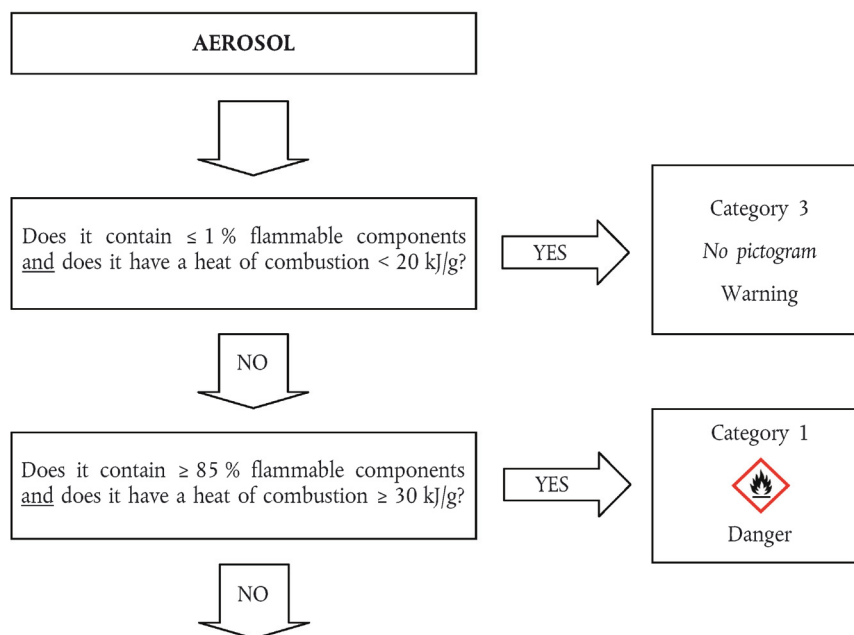 AEROSOL
Does it contain ≤ 1 % flammable components
and does it have a heat of combustion < 20 kJ/g?
YES
Category 3
No pictogram
Warning
NO
Does it contain ≥ 85 % flammable components
and does it have a heat of combustion ≥ 30 kJ/g?
YES
Category 1
Danger
NO